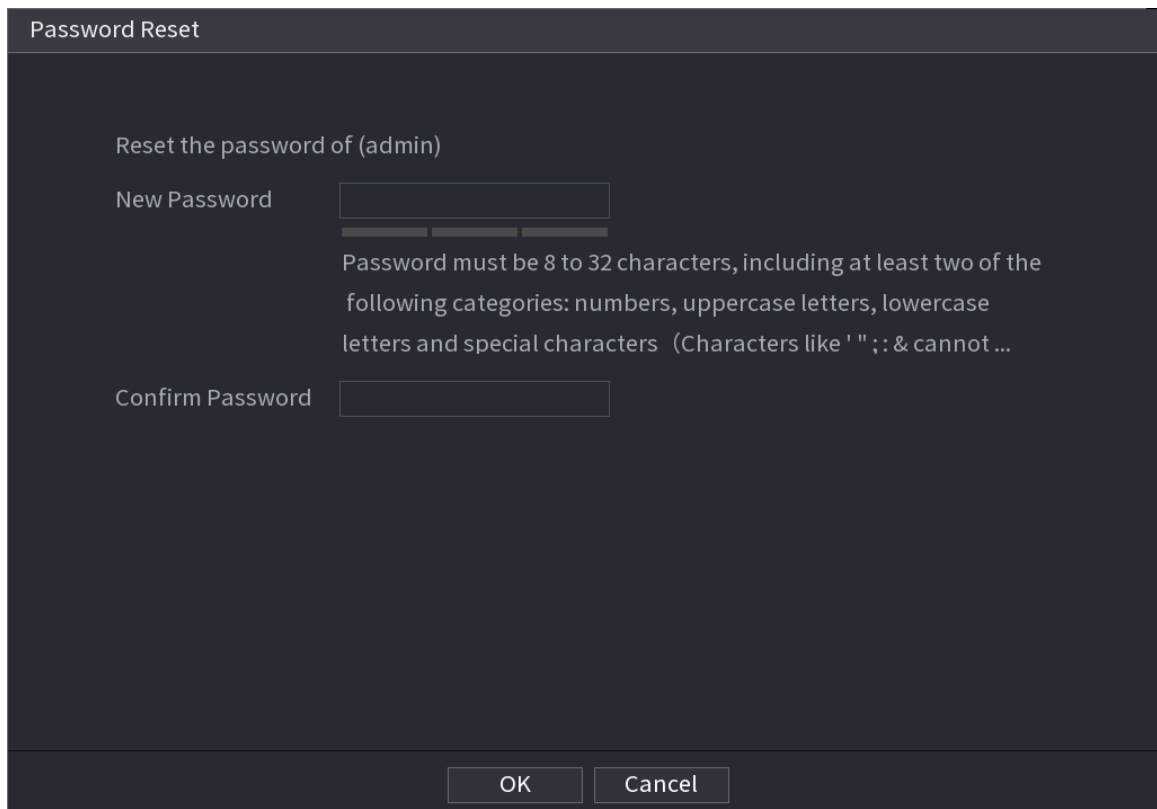 Password Reset
Reset the password of (admin)
New Password
Password must be 8 to 32 characters, including at least two of the
following categories: numbers, uppercase letters, lowercase
letters and special characters（Characters like ' " ; : & cannot ...
Confirm Password
OK Cancel